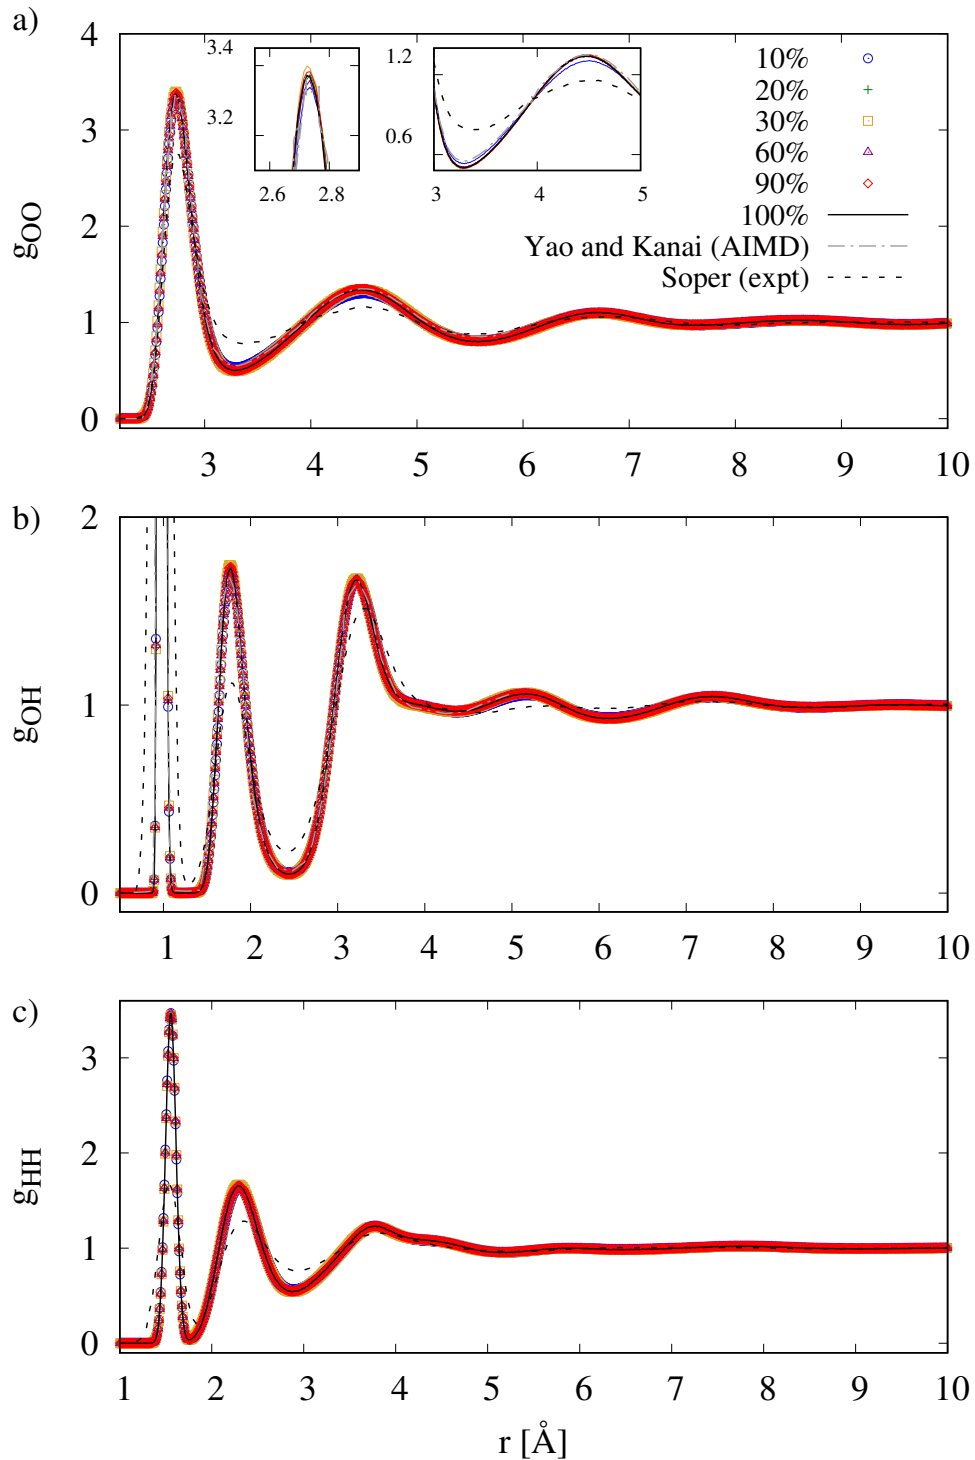 a)
4
3
2
1
0
g_OO
3.4
3.2
2.6 2.8
1.2
0.6
3 4 5
10%
20%
30%
60%
90%
100%
Yao and Kanai (AIMD)
Soper (expt)
3 4 5 6 7 8 9 10
b)
2
1
0
g_OH
1 2 3 4 5 6 7 8 9 10
c)
3
2
1
0
g_HH
1 2 3 4 5 6 7 8 9 10
r [Å]